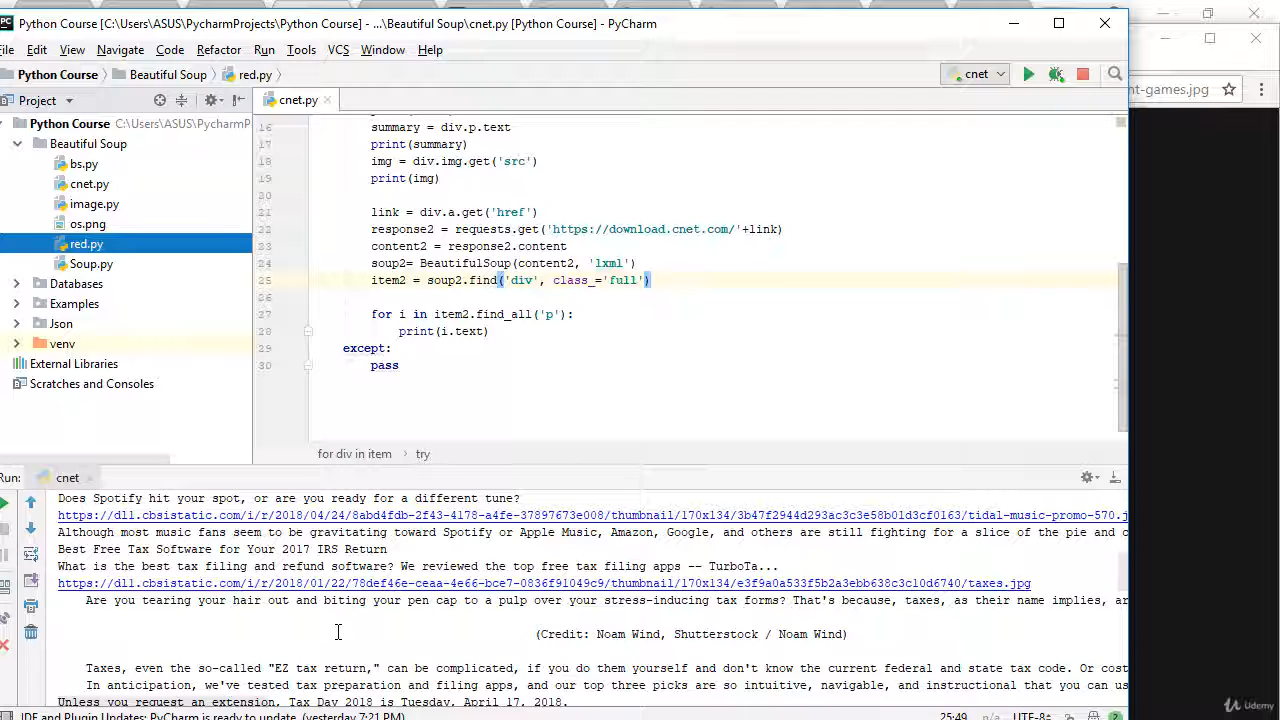 Python Course [C:\Users\ASUS\PycharmProjects\Python Course] - ...\Beautiful Soup\cnet.py [Python Course] - PyCharm
File Edit View Navigate Code Refactor Run Tools VCS Window Help
Python Course Beautiful Soup red.py
cnet
nt-games.jpg
Project
cnet.py
Python Course C:\Users\ASUS\PycharmP
Beautiful Soup
bs.py
cnet.py
image.py
os.png
red.py
Soup.py
Databases
Examples
Json
venv
External Libraries
Scratches and Consoles
16 summary = div.p.text
17 print(summary)
18 img = div.img.get('src')
19 print(img)
20
21 link = div.a.get('href')
22 response2 = requests.get('https://download.cnet.com/'+link)
23 content2 = response2.content
24 soup2= BeautifulSoup(content2, 'lxml')
25 item2 = soup2.find('div', class_='full')
26
27 for i in item2.find_all('p'):
28 print(i.text)
29 except:
30 pass
for div in item › try
Run: cnet
Does Spotify hit your spot, or are you ready for a different tune?
https://dl1.cbsistatic.com/i/r/2018/04/24/8abd4fdb-2f43-4178-a4fe-37897673e008/thumbnail/170x134/3b47f2944d293ac3c3e58b01d3cf0163/tidal-music-promo-570.j
Although most music fans seem to be gravitating toward Spotify or Apple Music, Amazon, Google, and others are still fighting for a slice of the pie and c
Best Free Tax Software for Your 2017 IRS Return
What is the best tax filing and refund software? We reviewed the top free tax filing apps -- TurboTa...
https://dl1.cbsistatic.com/i/r/2018/01/22/78def46e-ceaa-4e66-bce7-0836f91049c9/thumbnail/170x134/e3f9a0a533f5b2a3ebb638c3c10d6740/taxes.jpg
Are you tearing your hair out and biting your pen cap to a pulp over your stress-inducing tax forms? That's because, taxes, as their name implies, ar
(Credit: Noam Wind, Shutterstock / Noam Wind)
Taxes, even the so-called "EZ tax return," can be complicated, if you do them yourself and don't know the current federal and state tax code. Or cost
In anticipation, we've tested tax preparation and filing apps, and our top three picks are so intuitive, navigable, and instructional that you can us
Unless you request an extension, Tax Day 2018 is Tuesday, April 17, 2018.
IDE and Plugin Updates: PyCharm is ready to update. (yesterday 7:21 PM)
25:49 n/a UTF-8 2
Udemy